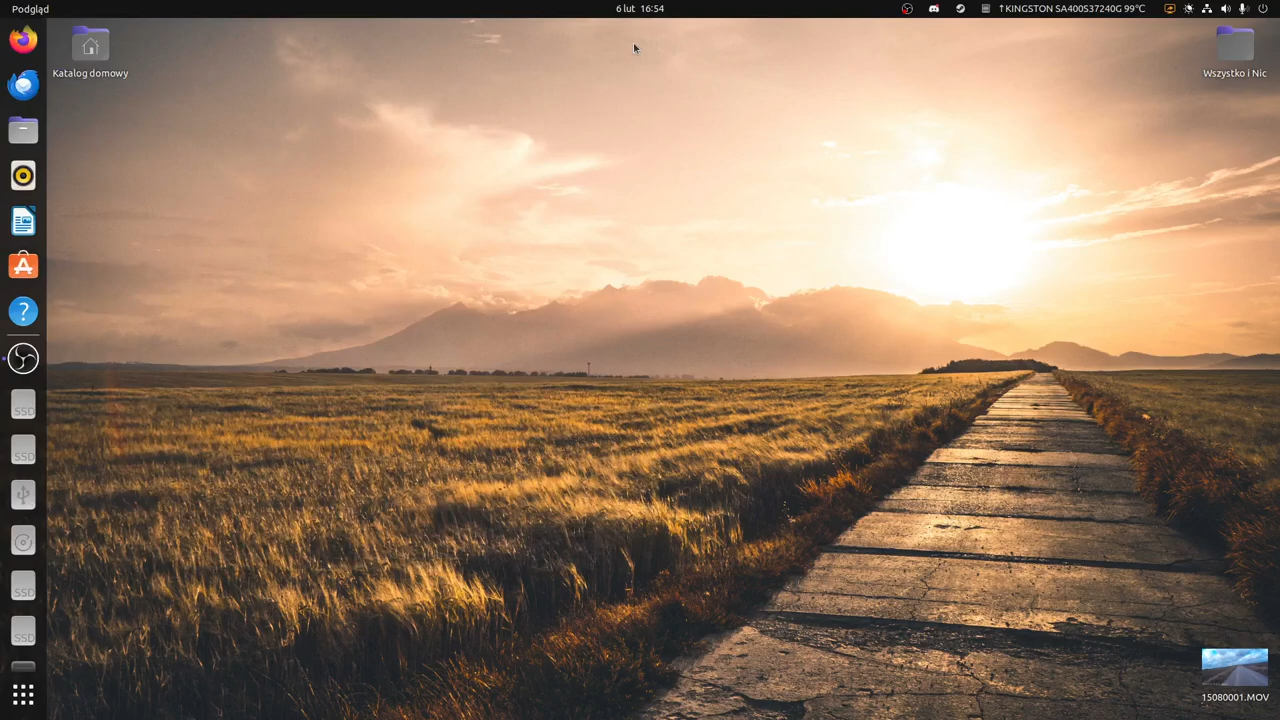 Podgląd
6 lut 16:54
↑KINGSTON SA400S37240G 99°C
Katalog domowy
Wszystko i Nic
SSD
SSD
SSD
SSD
15080001.MOV